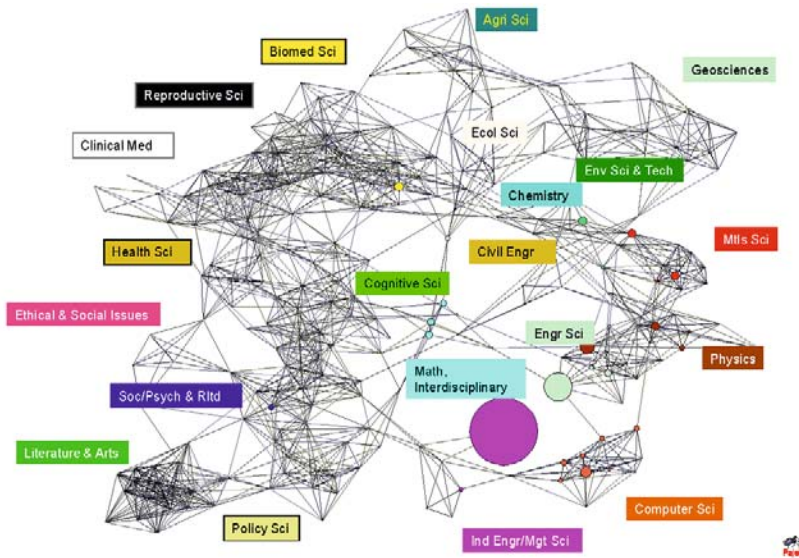 Agri Sci
Biomed Sci
Geosciences
Reproductive Sci
Ecol Sci
Clinical Med
Env Sci & Tech
Chemistry
Mtls Sci
Health Sci
Civil Engr
Cognitive Sci
Ethical & Social Issues
Engr Sci
Physics
Math,
Interdisciplinary
Soc/Psych & Rltd
Literature & Arts
Computer Sci
Policy Sci
Ind Engr/Mgt Sci